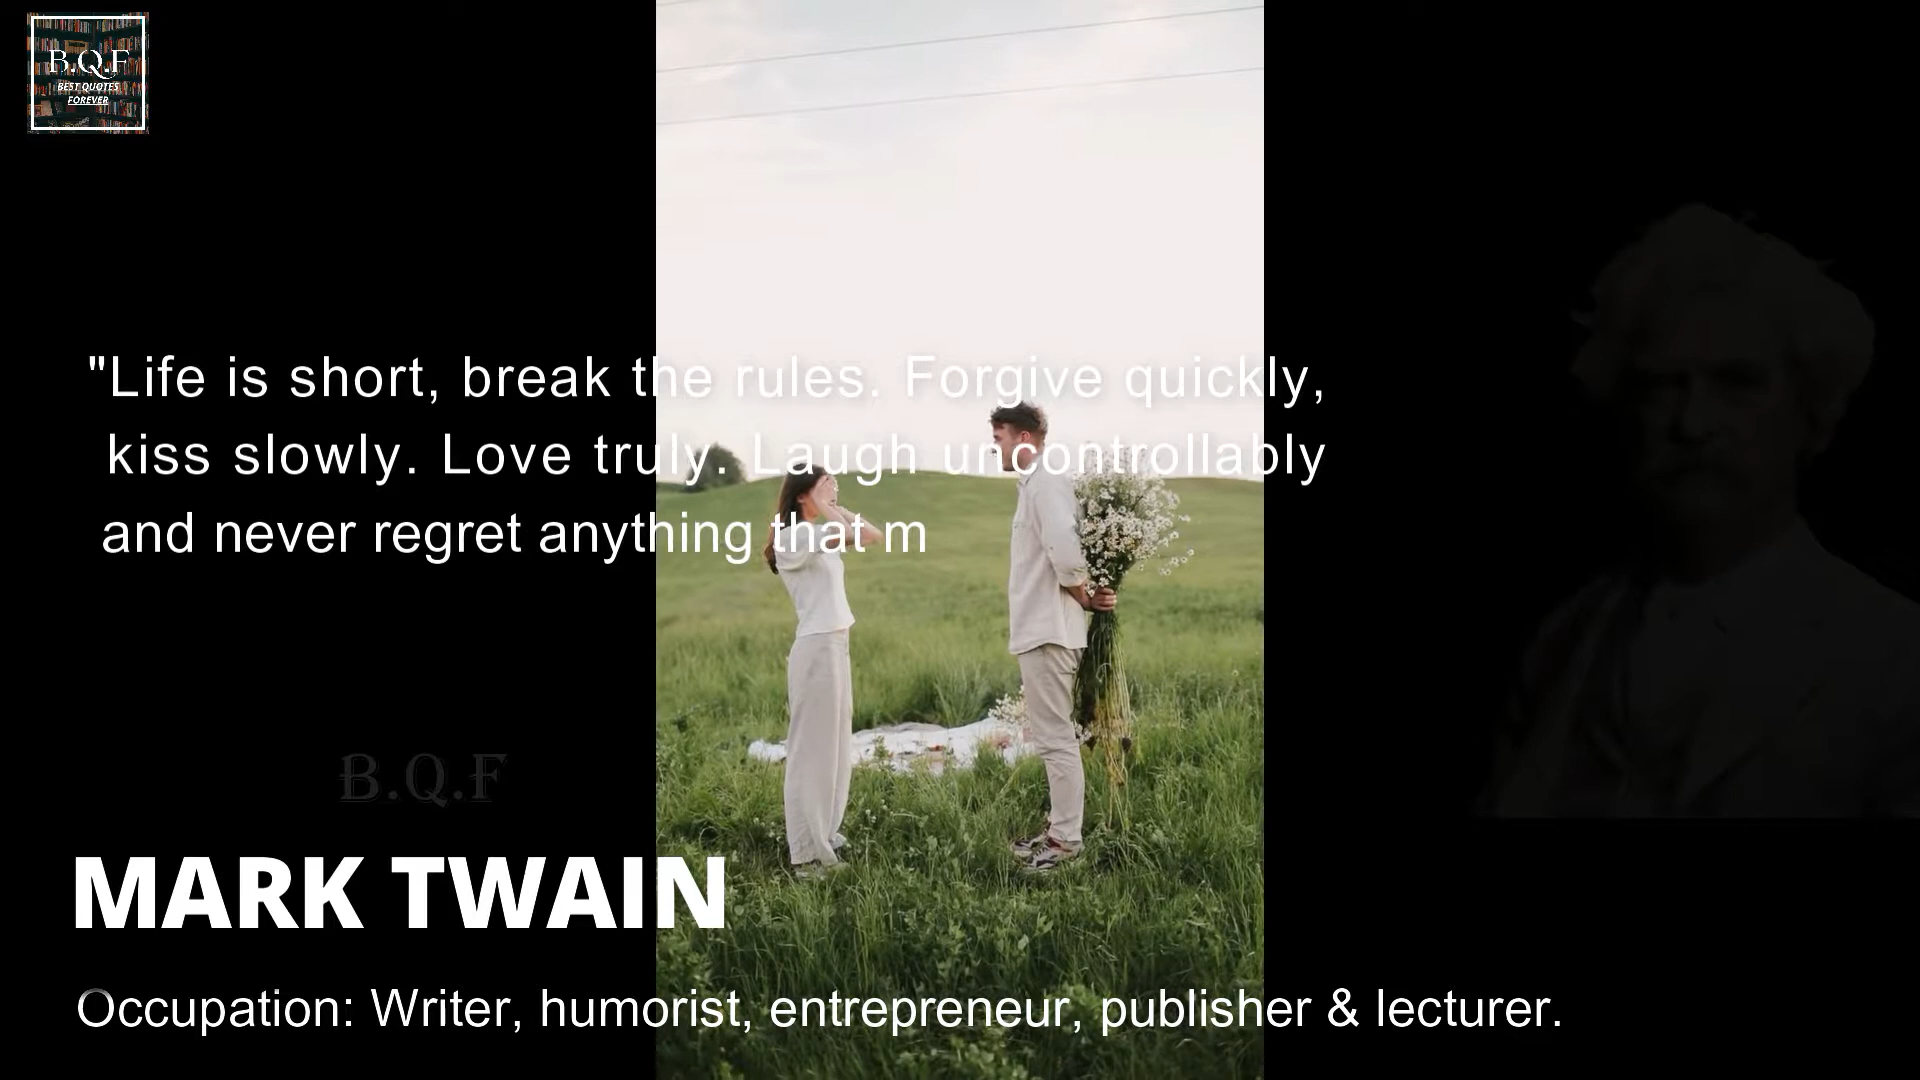 B.Q.F
BEST QUOTES
FOREVER
"Life is short, break the rules. Forgive quickly,
kiss slowly. Love truly. Laugh uncontrollably
and never regret anything that m
B.Q.F
MARK TWAIN
Occupation: Writer, humorist, entrepreneur, publisher & lecturer.